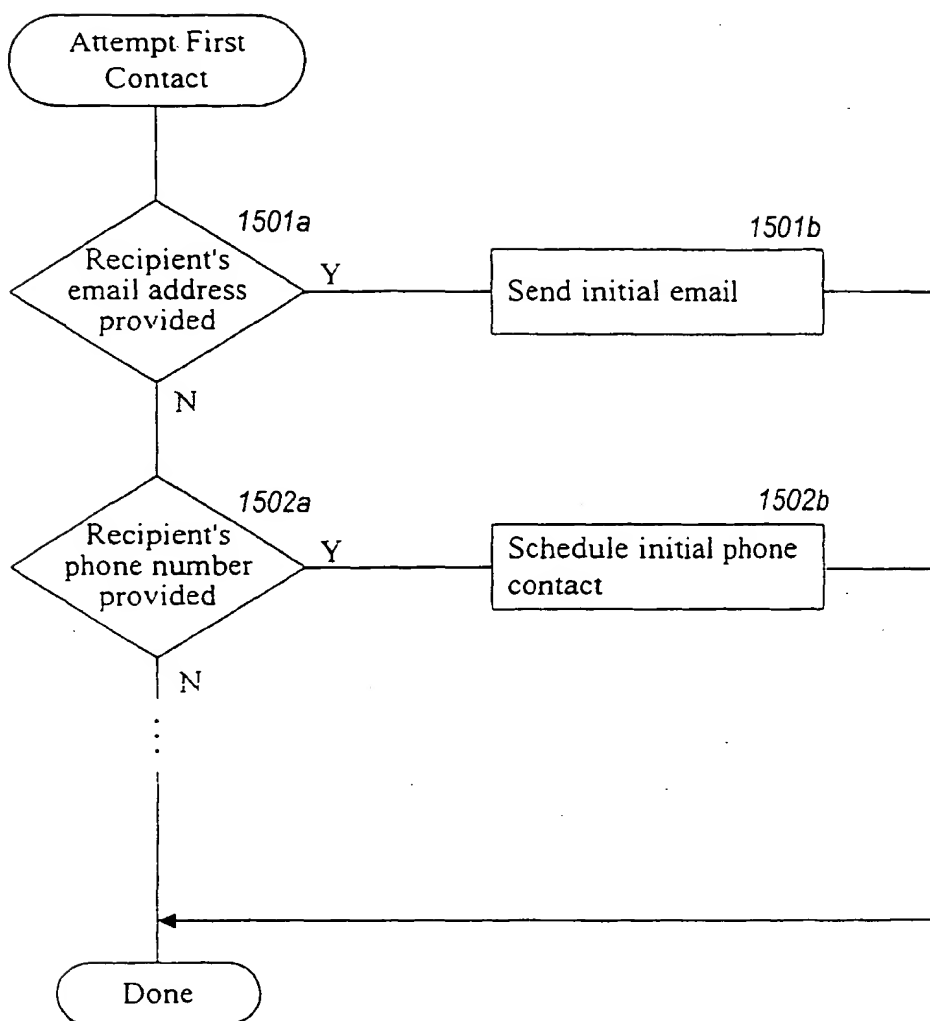 Attempt First
Contact
1501a
Recipient's
email address
provided
Y
1501b
Send initial email
N
1502a
Recipient's
phone number
provided
Y
1502b
Schedule initial phone
contact
N
Done